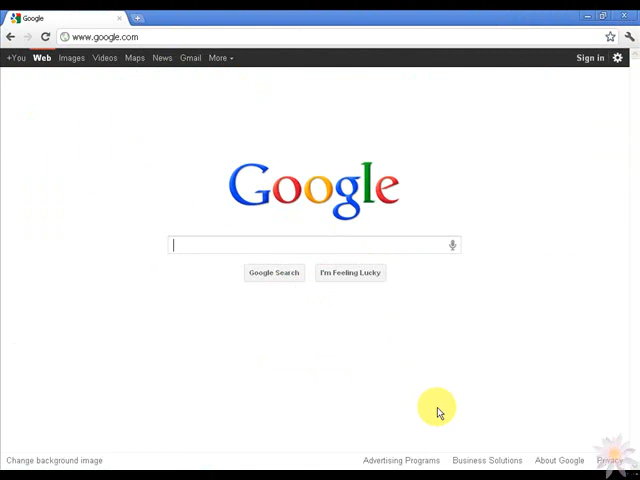 Google
www.google.com
+You Web Images Videos Maps News Gmail More Sign in
Google
Google Search I'm Feeling Lucky
Change background image Advertising Programs Business Solutions About Google Privacy